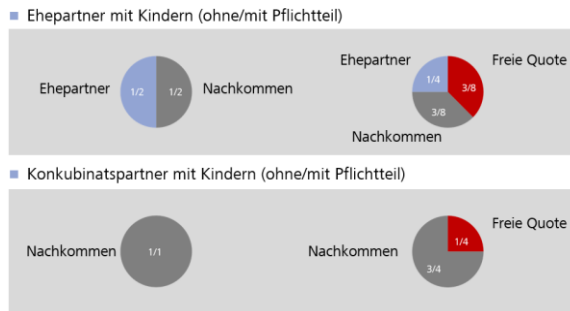 Ehepartner mit Kindern (ohne/mit Pflichtteil)
Ehepartner 1/2 1/2 Nachkommen
Ehepartner 1/4 Freie Quote 3/8
3/8
Nachkommen
Konkubinatspartner mit Kindern (ohne/mit Pflichtteil)
Nachkommen 1/1
Nachkommen 3/4 Freie Quote 1/4